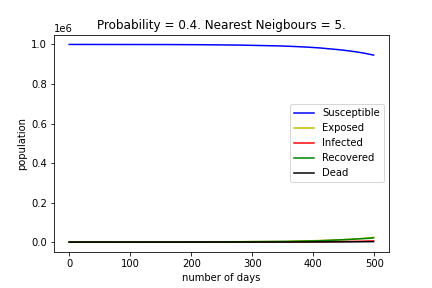 Probability = 0.4. Nearest Neigbours = 5.
1e6
1.0
0.8
0.6
0.4
0.2
0.0
population
Susceptible
Exposed
Infected
Recovered
Dead
0 100 200 300 400 500
number of days